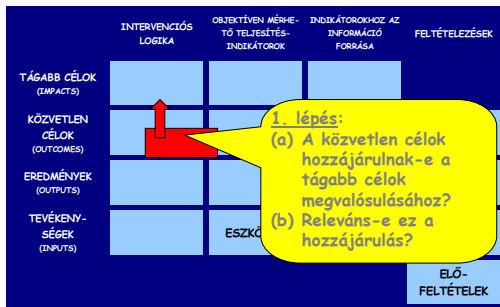 INTERVENCIÓS
LOGIKA
OBJEKTÍVEN MÉRHE-
TŐ TELJESÍTÉS-
INDIKÁTOROK
INDIKÁTOROKHOZ AZ
INFORMÁCIÓ
FORRÁSA
FELTÉTELEZÉSEK
TÁGABB CÉLOK
(IMPACTS)
KÖZVETLEN
CÉLOK
(OUTCOMES)
EREDMÉNYEK
(OUTPUTS)
TEVÉKENY-
SÉGEK
(INPUTS)
1. lépés:
(a) A közvetlen célok
hozzájárulnak-e a
tágabb célok
megvalósulásához?
(b) Releváns-e ez a
hozzájárulás?
ELŐ-
FELTÉTELEK